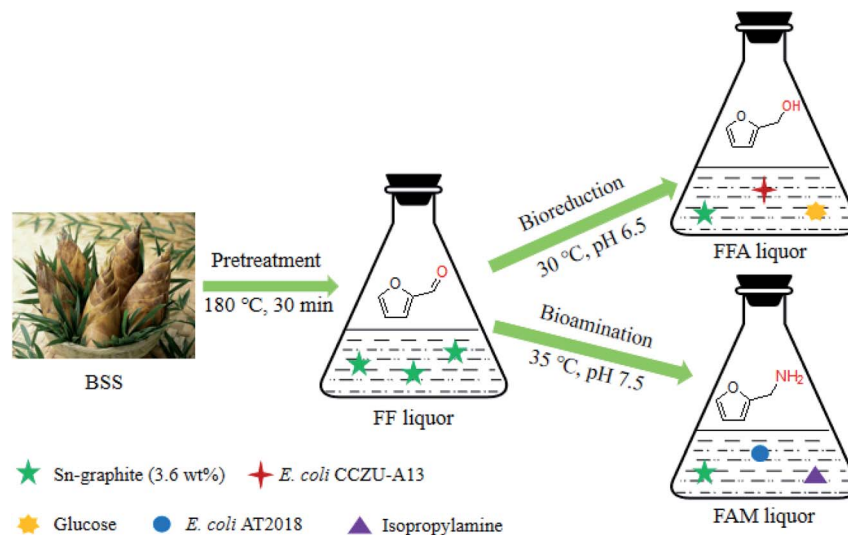 BSS
Pretreatment
180 °C, 30 min
O
O
FF liquor
Bioreduction
30 °C, pH 6.5
O
OH
FFA liquor
Bioamination
35 °C, pH 7.5
O
NH2
FAM liquor
Sn-graphite (3.6 wt%)
E. coli CCZU-A13
Glucose
E. coli AT2018
Isopropylamine